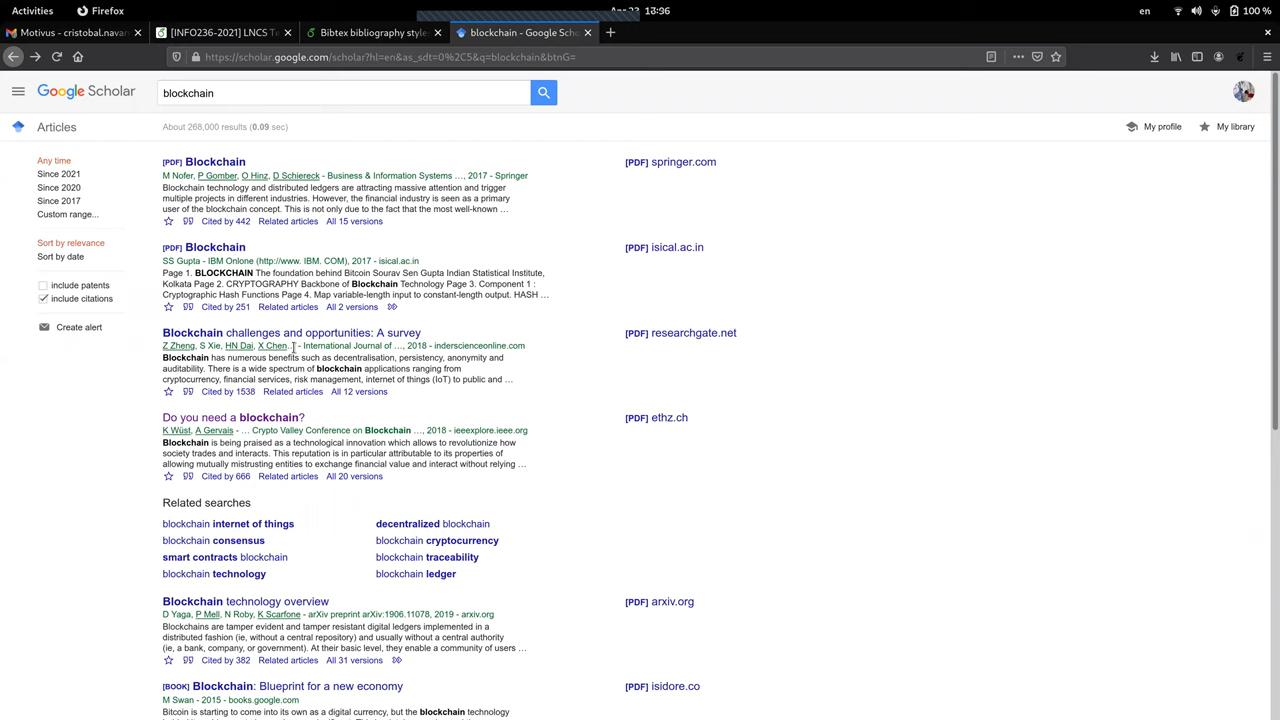 Activities Firefox Apr 23 13:56 en 100 %
Motivus - cristobal.navar [INFO236-2021] LNCS Te Bibtex bibliography style blockchain - Google Sch
https://scholar.google.com/scholar?hl=en&as_sdt=0%2C5&q=blockchain&btnG=
Google Scholar blockchain
Articles About 268,000 results (0.09 sec) My profile My library
Any time
Since 2021
Since 2020
Since 2017
Custom range...
Sort by relevance
Sort by date
include patents
include citations
Create alert
[PDF] Blockchain [PDF] springer.com
M Nofer, P Gomber, O Hinz, D Schiereck - Business & Information Systems …, 2017 - Springer
Blockchain technology and distributed ledgers are attracting massive attention and trigger
multiple projects in different industries. However, the financial industry is seen as a primary
user of the blockchain concept. This is not only due to the fact that the most well-known …
Cited by 442 Related articles All 15 versions
[PDF] Blockchain [PDF] isical.ac.in
SS Gupta - IBM Onlone (http://www. IBM. COM), 2017 - isical.ac.in
Page 1. BLOCKCHAIN The foundation behind Bitcoin Sourav Sen Gupta Indian Statistical Institute,
Kolkata Page 2. CRYPTOGRAPHY Backbone of Blockchain Technology Page 3. Component 1 :
Cryptographic Hash Functions Page 4. Map variable-length input to constant-length output. HASH …
Cited by 251 Related articles All 2 versions
Blockchain challenges and opportunities: A survey [PDF] researchgate.net
Z Zheng, S Xie, HN Dai, X Chen… - International Journal of …, 2018 - inderscienceonline.com
Blockchain has numerous benefits such as decentralisation, persistency, anonymity and
auditability. There is a wide spectrum of blockchain applications ranging from
cryptocurrency, financial services, risk management, internet of things (IoT) to public and …
Cited by 1538 Related articles All 12 versions
Do you need a blockchain? [PDF] ethz.ch
K Wüst, A Gervais - … Crypto Valley Conference on Blockchain …, 2018 - ieeexplore.ieee.org
Blockchain is being praised as a technological innovation which allows to revolutionize how
society trades and interacts. This reputation is in particular attributable to its properties of
allowing mutually mistrusting entities to exchange financial value and interact without relying …
Cited by 666 Related articles All 20 versions
Related searches
blockchain internet of things decentralized blockchain
blockchain consensus blockchain cryptocurrency
smart contracts blockchain blockchain traceability
blockchain technology blockchain ledger
Blockchain technology overview [PDF] arxiv.org
D Yaga, P Mell, N Roby, K Scarfone - arXiv preprint arXiv:1906.11078, 2019 - arxiv.org
Blockchains are tamper evident and tamper resistant digital ledgers implemented in a
distributed fashion (ie, without a central repository) and usually without a central authority
(ie, a bank, company, or government). At their basic level, they enable a community of users …
Cited by 382 Related articles All 31 versions
[BOOK] Blockchain: Blueprint for a new economy [PDF] isidore.co
M Swan - 2015 - books.google.com
Bitcoin is starting to come into its own as a digital currency, but the blockchain technology